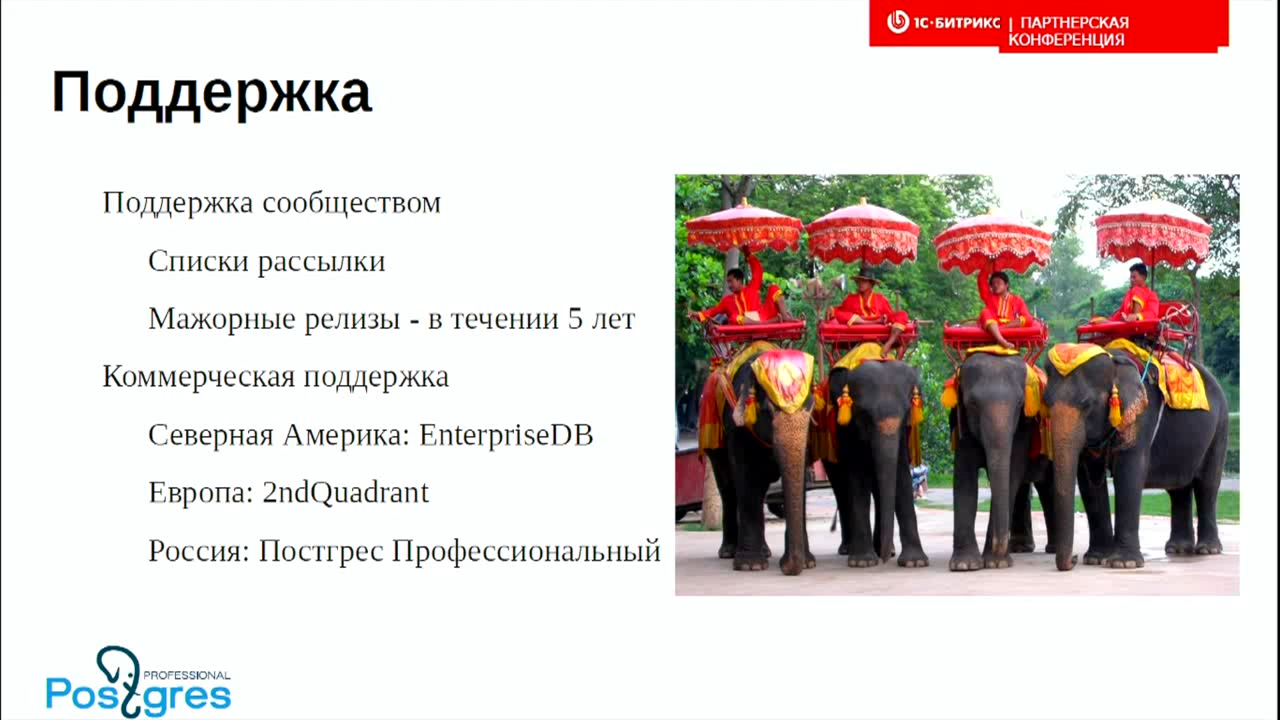 1С·БИТРИКС | ПАРТНЕРСКАЯ
КОНФЕРЕНЦИЯ
Поддержка
Поддержка сообществом
Списки рассылки
Мажорные релизы - в течении 5 лет
Коммерческая поддержка
Северная Америка: EnterpriseDB
Европа: 2ndQuadrant
Россия: Постгрес Профессиональный
PROFESSIONAL
Postgres